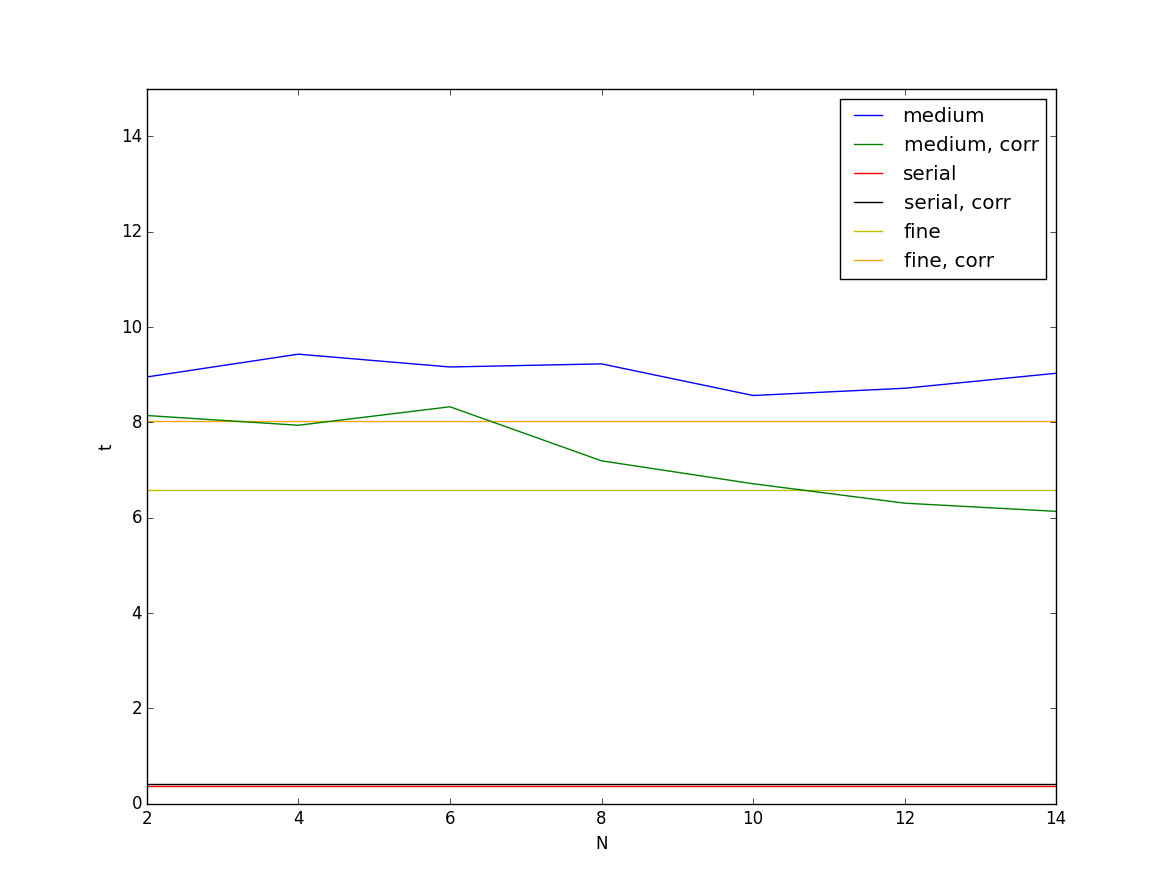 14
12
10
8
6
4
2
0
t
medium
medium, corr
serial
serial, corr
fine
fine, corr
2 4 6 8 10 12 14
N